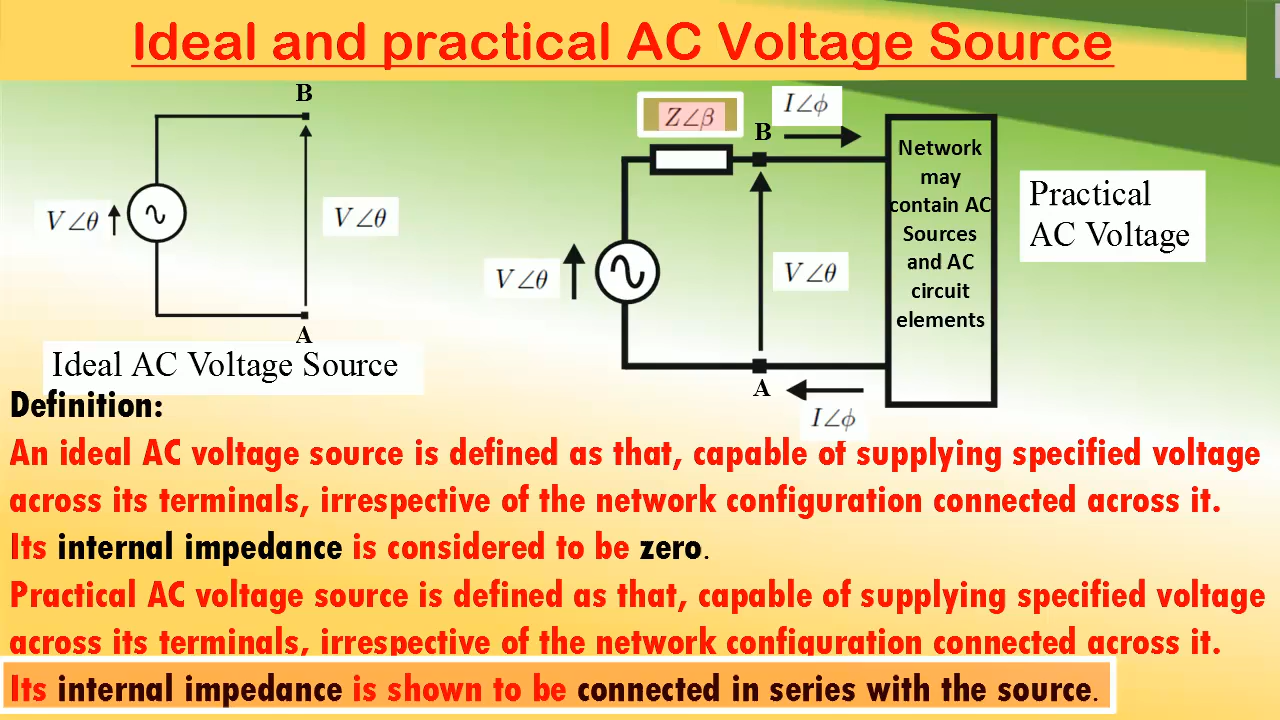 Ideal and practical AC Voltage Source
B
V∠θ
V∠θ
A
Ideal AC Voltage Source
Z∠β
B
I∠ϕ
V∠θ
V∠θ
A
I∠ϕ
Network
may
contain AC
Sources
and AC
circuit
elements
Practical
AC Voltage
Definition:
An ideal AC voltage source is defined as that, capable of supplying specified voltage
across its terminals, irrespective of the network configuration connected across it.
Its internal impedance is considered to be zero.
Practical AC voltage source is defined as that, capable of supplying specified voltage
across its terminals, irrespective of the network configuration connected across it.
Its internal impedance is shown to be connected in series with the source.